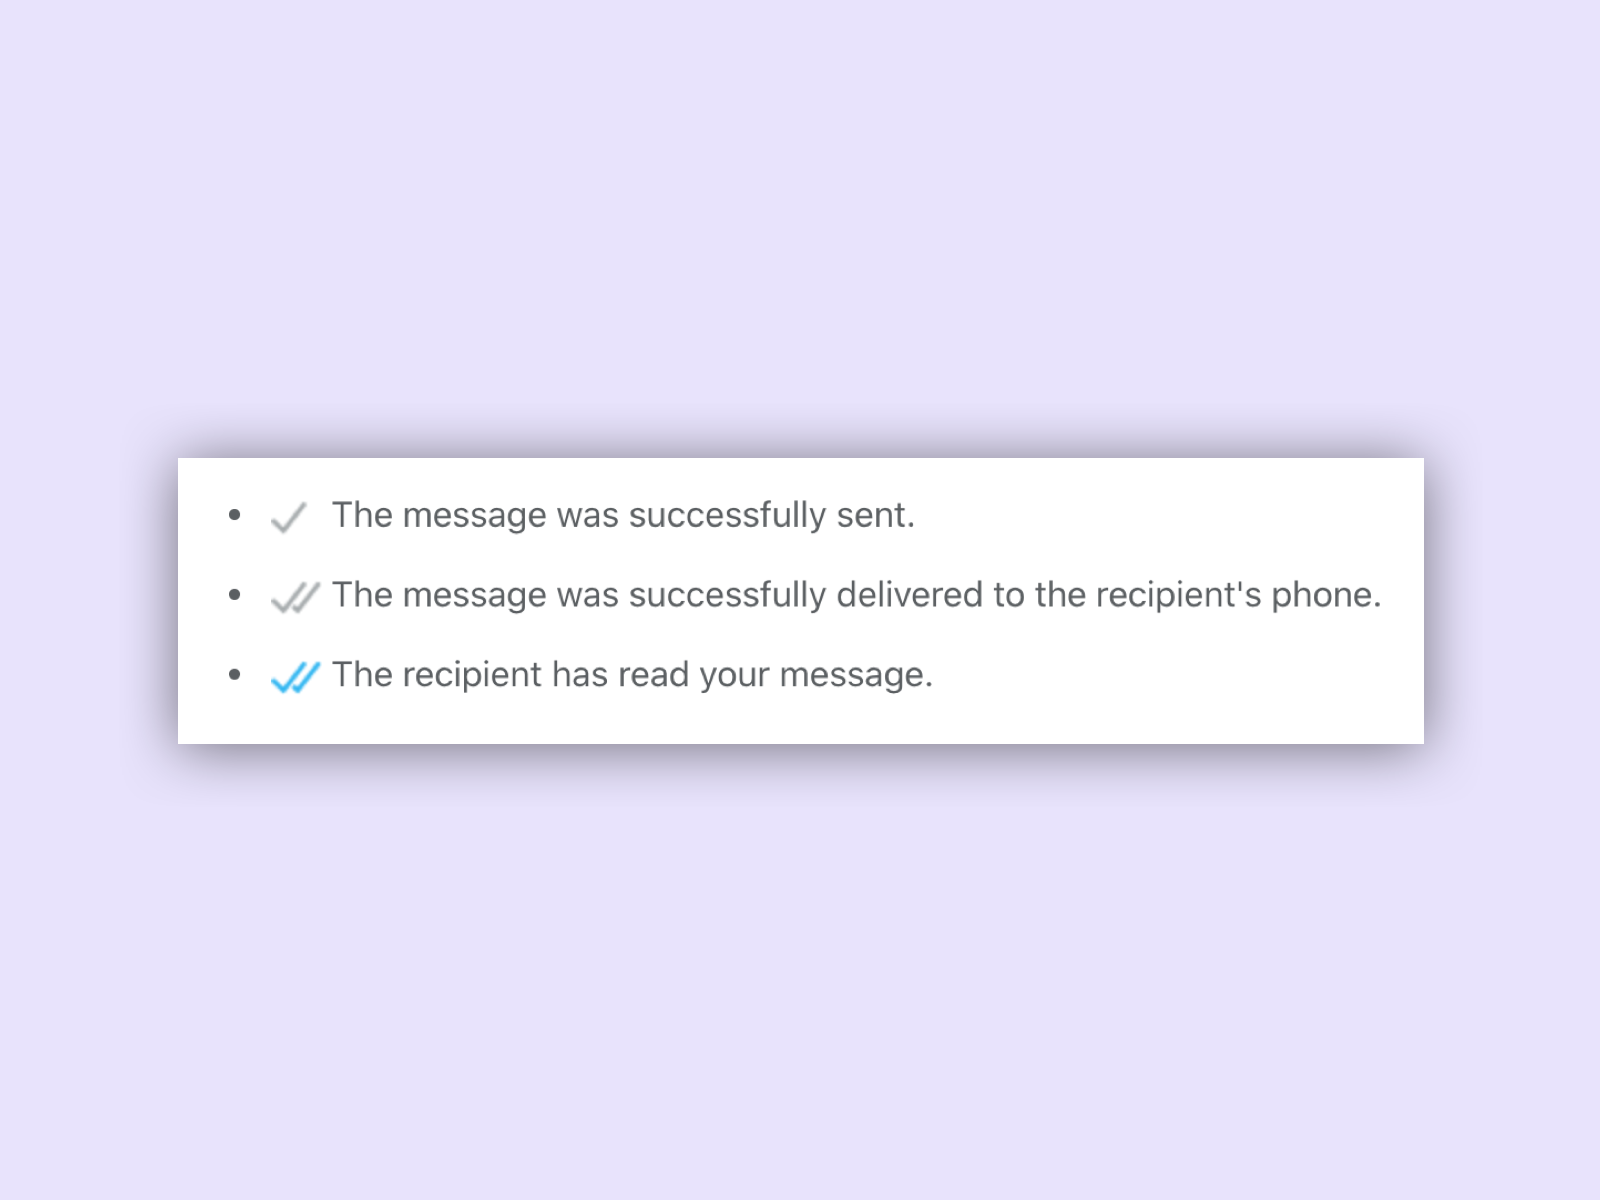 • The message was successfully sent.
• The message was successfully delivered to the recipient's phone.
• The recipient has read your message.